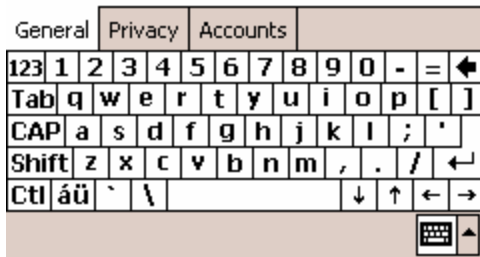 General Privacy Accounts
123 1 2 3 4 5 6 7 8 9 0 - = ←
Tab q w e r t y u i o p [ ]
CAP a s d f g h j k l ; '
Shift z x c v b n m , . / ↵
Ctl áü ` \ ↓ ↑ ← →